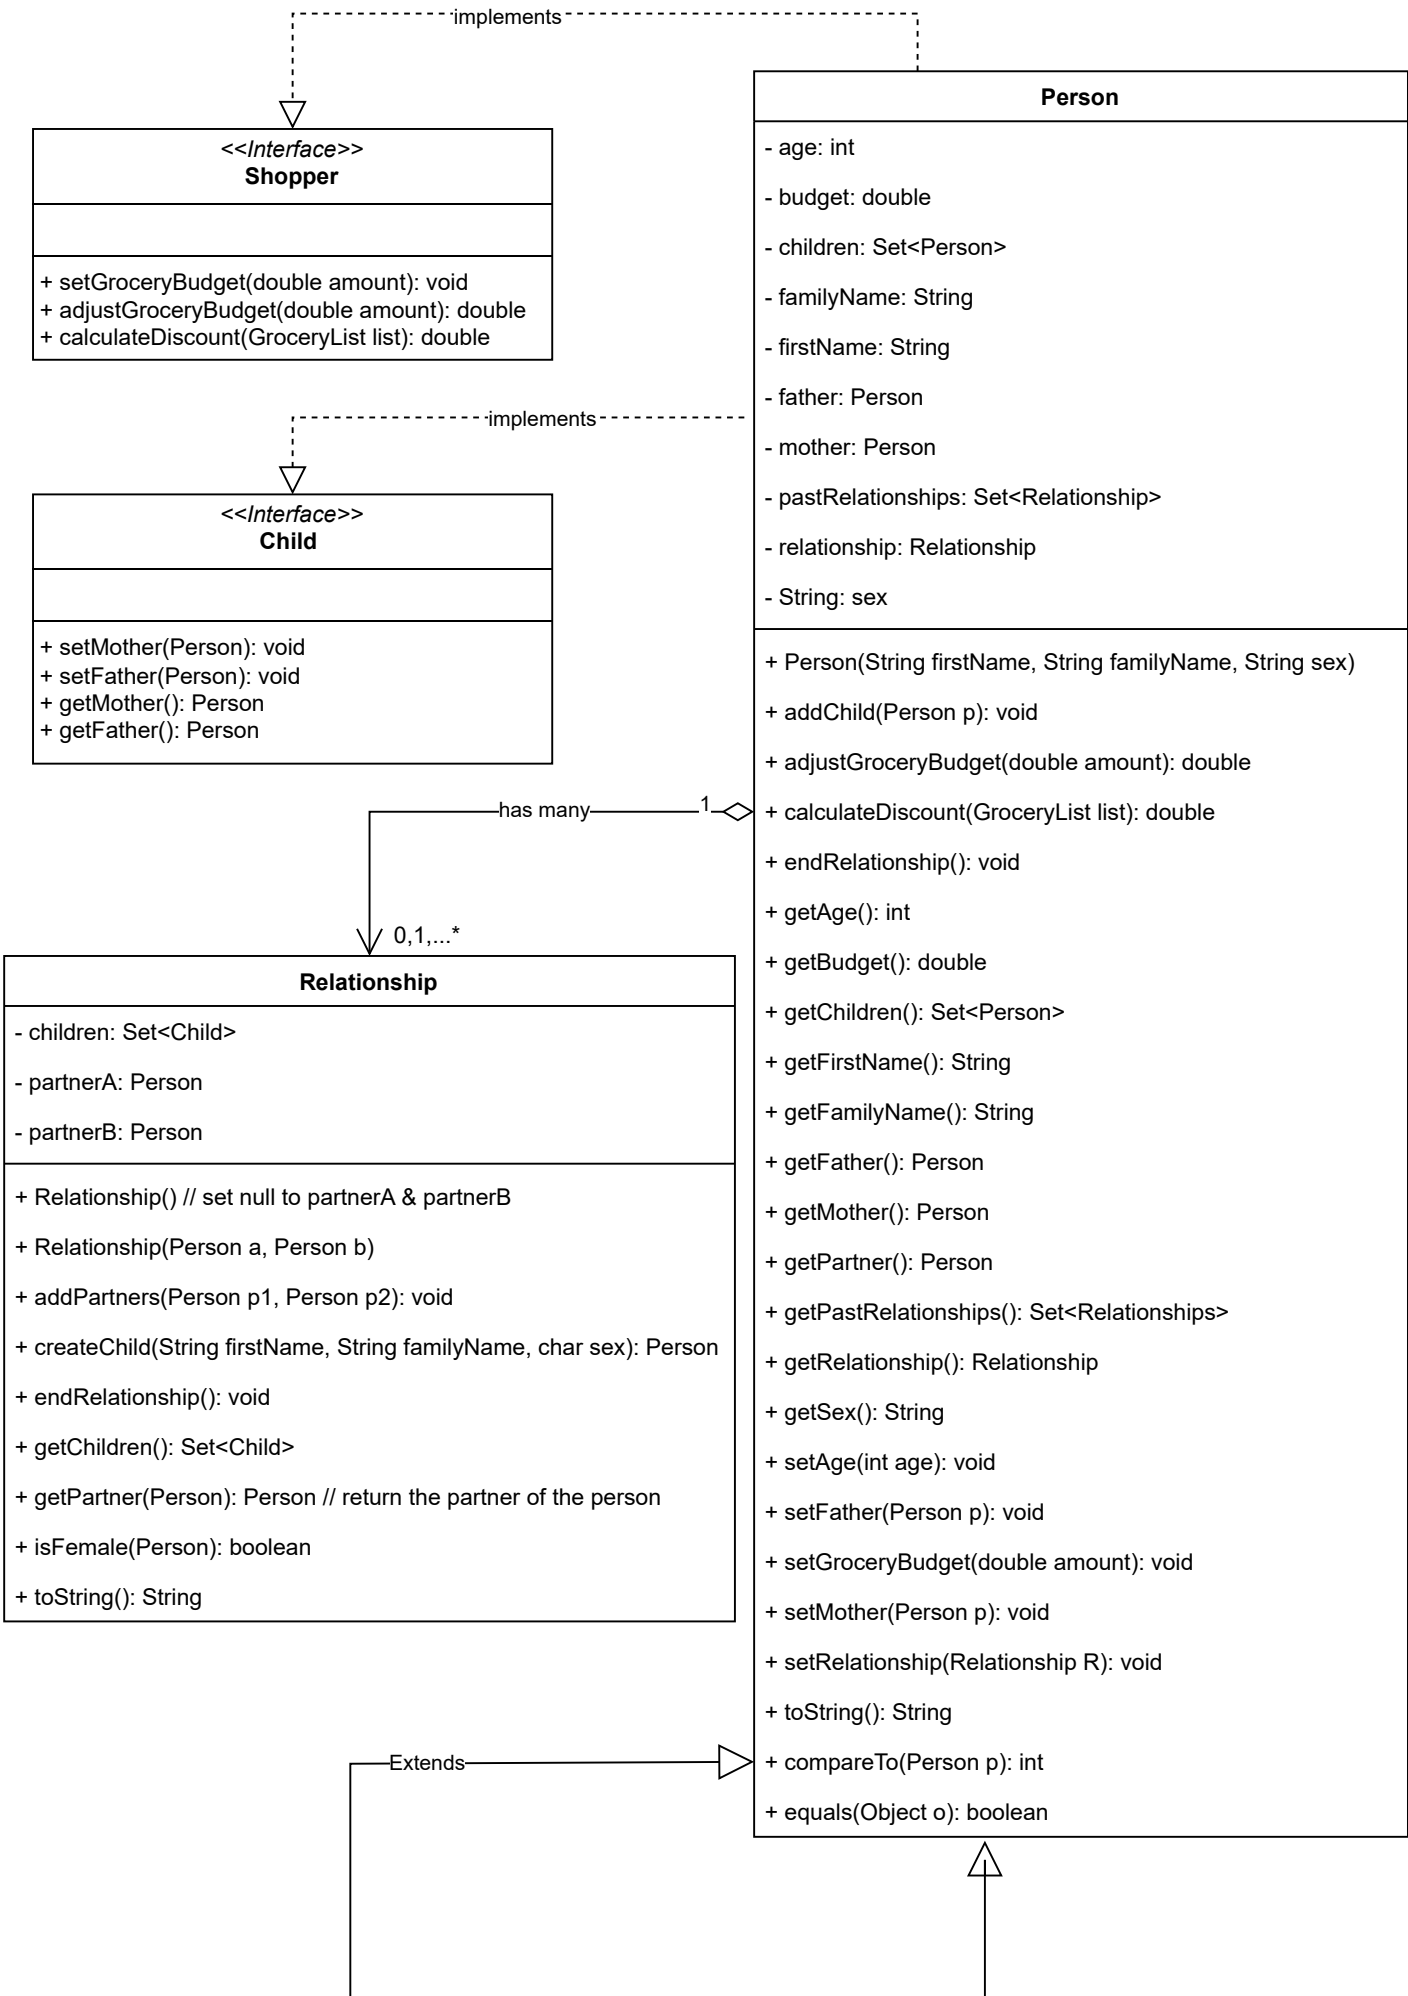 implements
<<Interface>>
Shopper
+ setGroceryBudget(double amount): void
+ adjustGroceryBudget(double amount): double
+ calculateDiscount(GroceryList list): double
implements
<<Interface>>
Child
+ setMother(Person): void
+ setFather(Person): void
+ getMother(): Person
+ getFather(): Person
has many
1
0,1,...*
Relationship
- children: Set<Child>
- partnerA: Person
- partnerB: Person
+ Relationship() // set null to partnerA & partnerB
+ Relationship(Person a, Person b)
+ addPartners(Person p1, Person p2): void
+ createChild(String firstName, String familyName, char sex): Person
+ endRelationship(): void
+ getChildren(): Set<Child>
+ getPartner(Person): Person // return the partner of the person
+ isFemale(Person): boolean
+ toString(): String
Extends
Person
- age: int
- budget: double
- children: Set<Person>
- familyName: String
- firstName: String
- father: Person
- mother: Person
- pastRelationships: Set<Relationship>
- relationship: Relationship
- String: sex
+ Person(String firstName, String familyName, String sex)
+ addChild(Person p): void
+ adjustGroceryBudget(double amount): double
+ calculateDiscount(GroceryList list): double
+ endRelationship(): void
+ getAge(): int
+ getBudget(): double
+ getChildren(): Set<Person>
+ getFirstName(): String
+ getFamilyName(): String
+ getFather(): Person
+ getMother(): Person
+ getPartner(): Person
+ getPastRelationships(): Set<Relationships>
+ getRelationship(): Relationship
+ getSex(): String
+ setAge(int age): void
+ setFather(Person p): void
+ setGroceryBudget(double amount): void
+ setMother(Person p): void
+ setRelationship(Relationship R): void
+ toString(): String
+ compareTo(Person p): int
+ equals(Object o): boolean